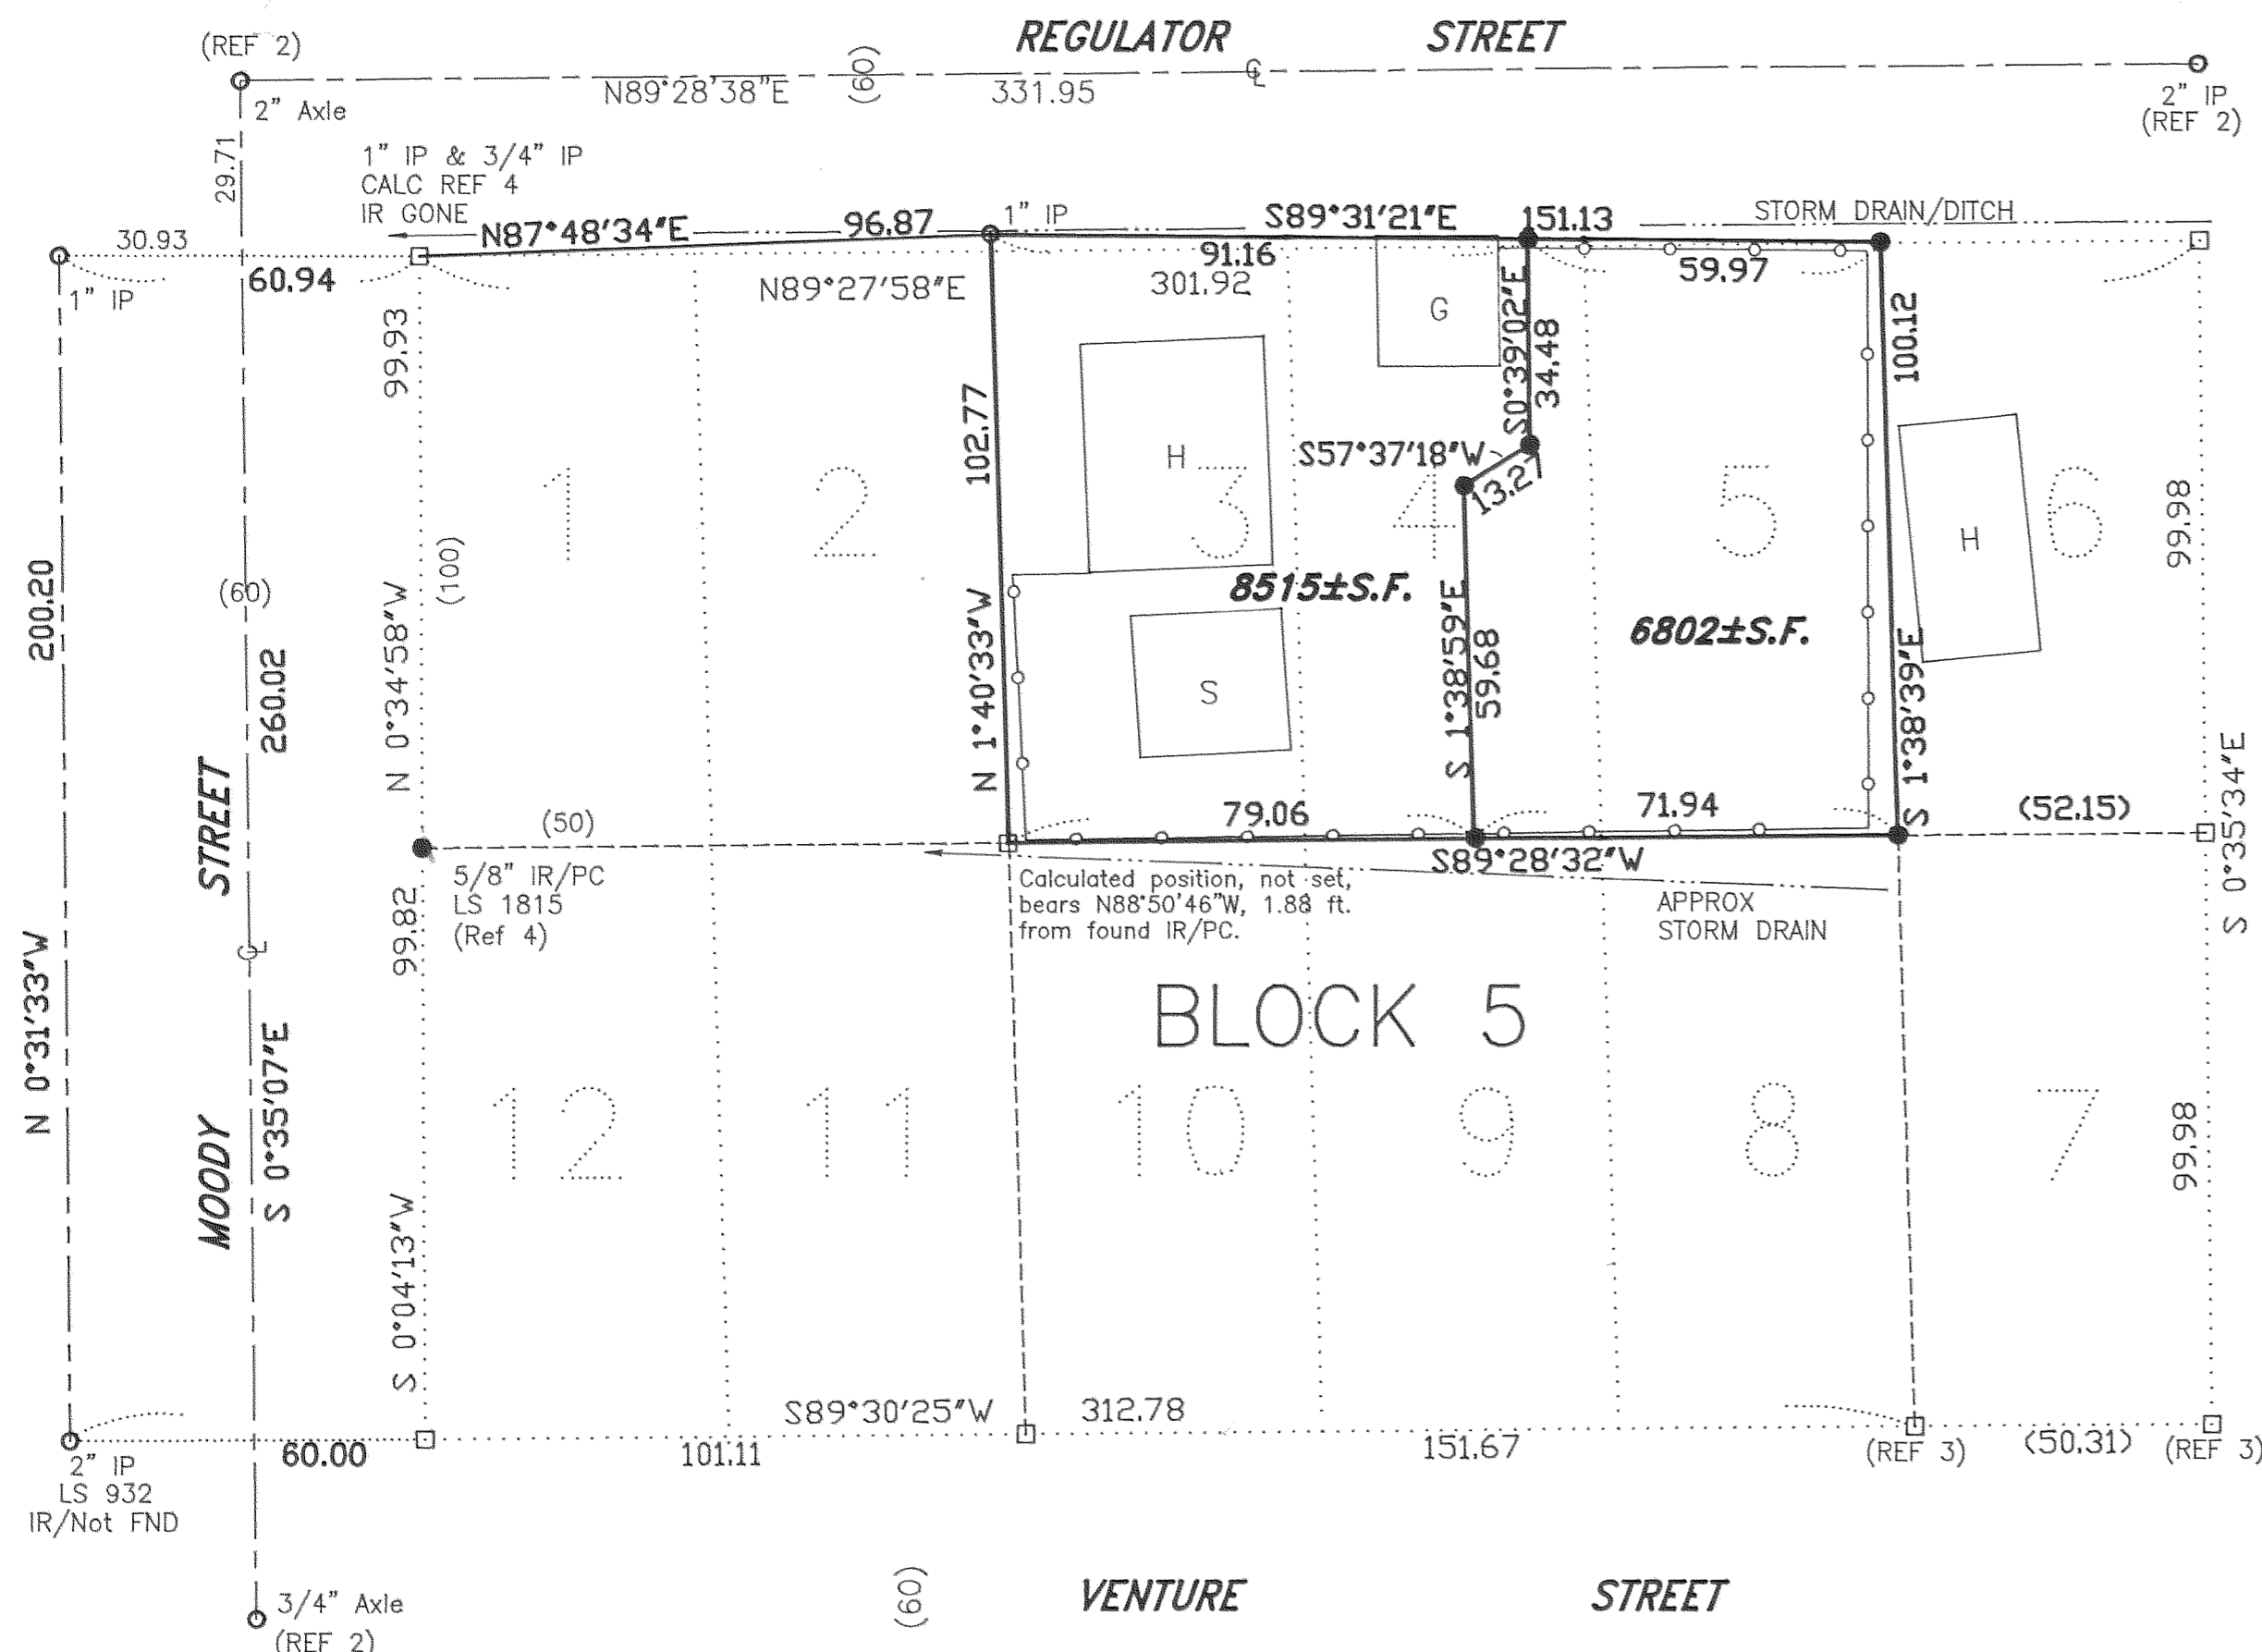 REGULATOR STREET
(REF 2)
N89°28'38"E
(60)
331.95
℄
2" Axle
2" IP
(REF 2)
29.71
1" IP & 3/4" IP
CALC REF 4
IR GONE
30.93
N87°48'34"E
96.87
1" IP
S89°31'21"E
151.13
STORM DRAIN/DITCH
60.94
1" IP
N89°27'58"E
91.16
301.92
59.97
99.93
G
S0°39'02"E
34.48
100.12
102.77
H
S57°37'18"W
13.27
1
2
3
4
5
6
H
99.98
200.20
(60)
(100)
N 0°34'58"W
8515±S.F.
6802±S.F.
260.02
N 1°40'33"W
S
S 1°38'59"E
59.68
S 1°38'39"E
STREET
(50)
79.06
71.94
(52.15)
S 0°35'34"E
5/8" IR/PC
LS 1815
(Ref 4)
99.82
S89°28'32"W
Calculated position, not set,
bears N88°50'46"W, 1.88 ft.
from found IR/PC.
APPROX
STORM DRAIN
℄
N 0°31'33"W
BLOCK 5
MOODY
S 0°35'07"E
12
11
10
9
8
7
99.98
S 0°04'13"W
S89°30'25"W
312.78
60.00
101.11
151.67
(REF 3)
(50.31)
(REF 3)
2" IP
LS 932
IR/Not FND
3/4" Axle
(REF 2)
(60)
VENTURE STREET